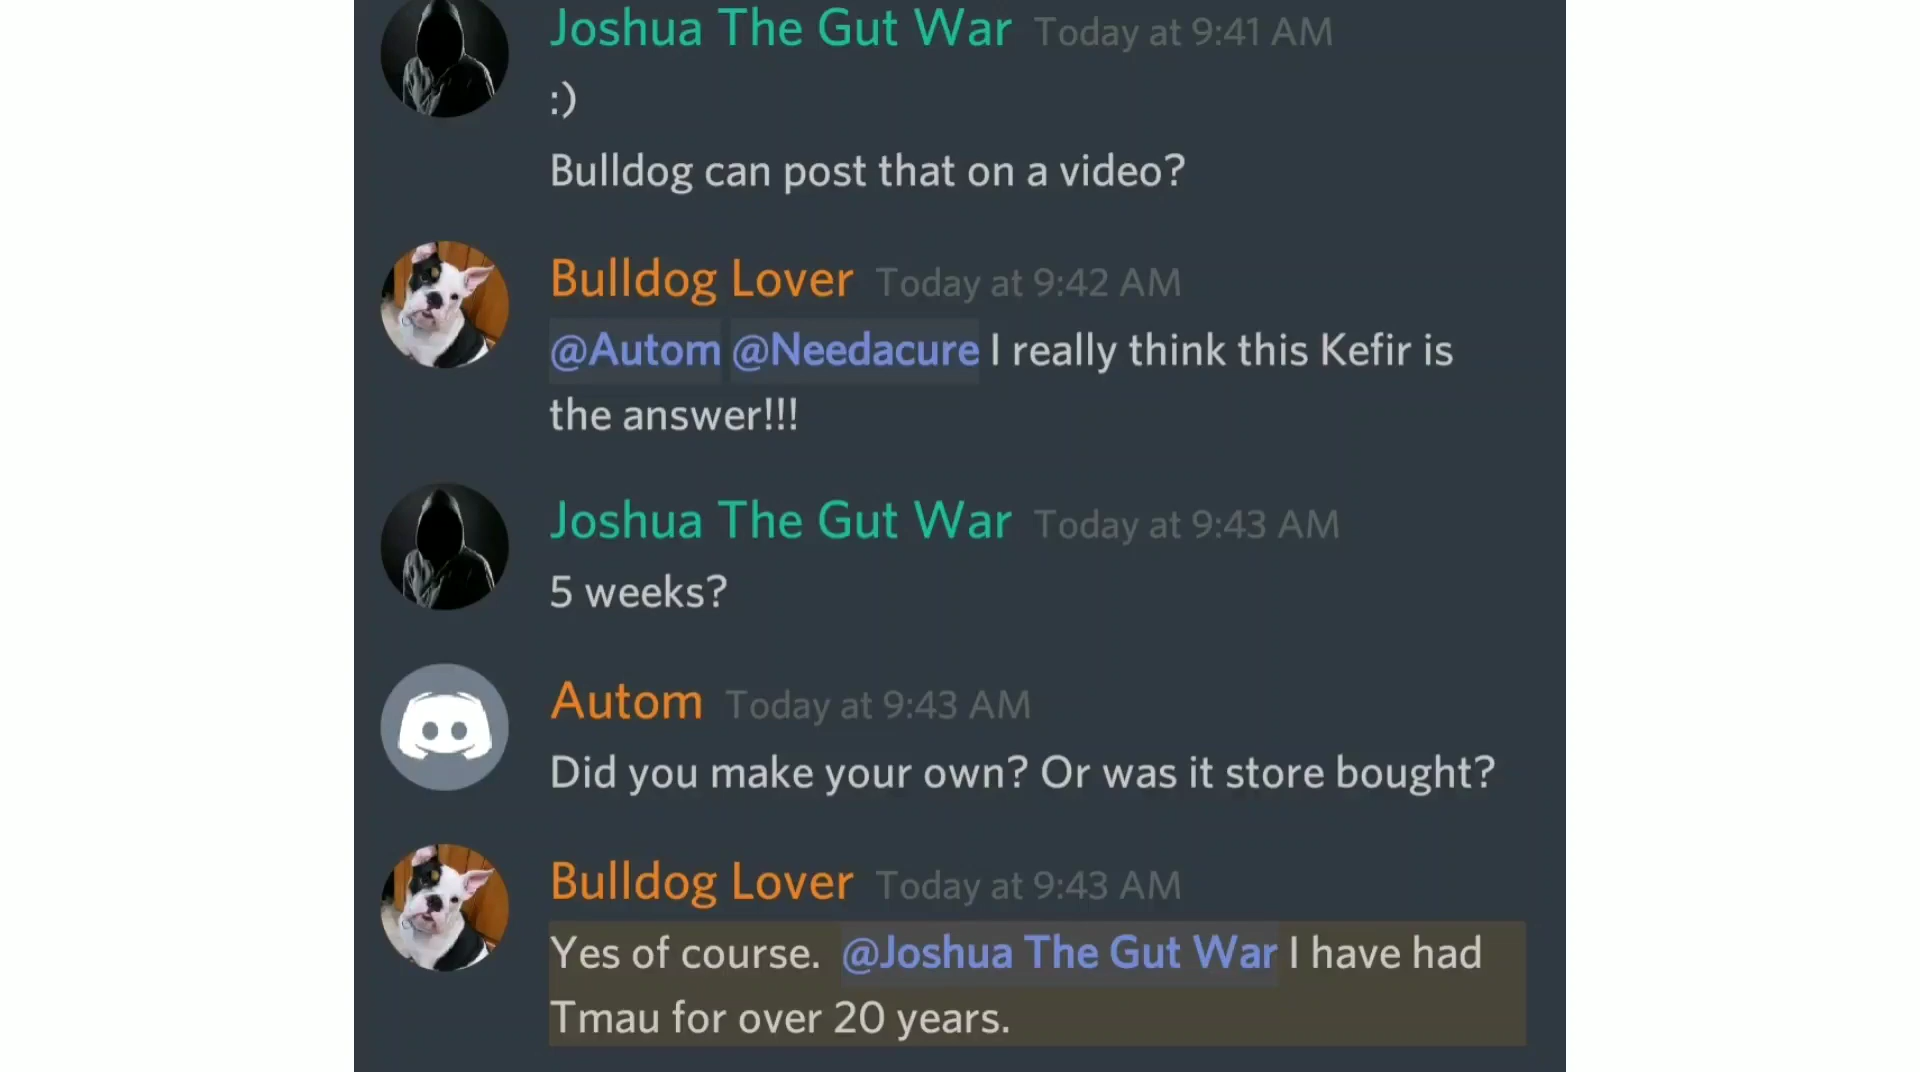 Joshua The Gut War Today at 9:41 AM
:)
Bulldog can post that on a video?
Bulldog Lover Today at 9:42 AM
@Autom @Needacure I really think this Kefir is
the answer!!!
Joshua The Gut War Today at 9:43 AM
5 weeks?
Autom Today at 9:43 AM
Did you make your own? Or was it store bought?
Bulldog Lover Today at 9:43 AM
Yes of course. @Joshua The Gut War I have had
Tmau for over 20 years.